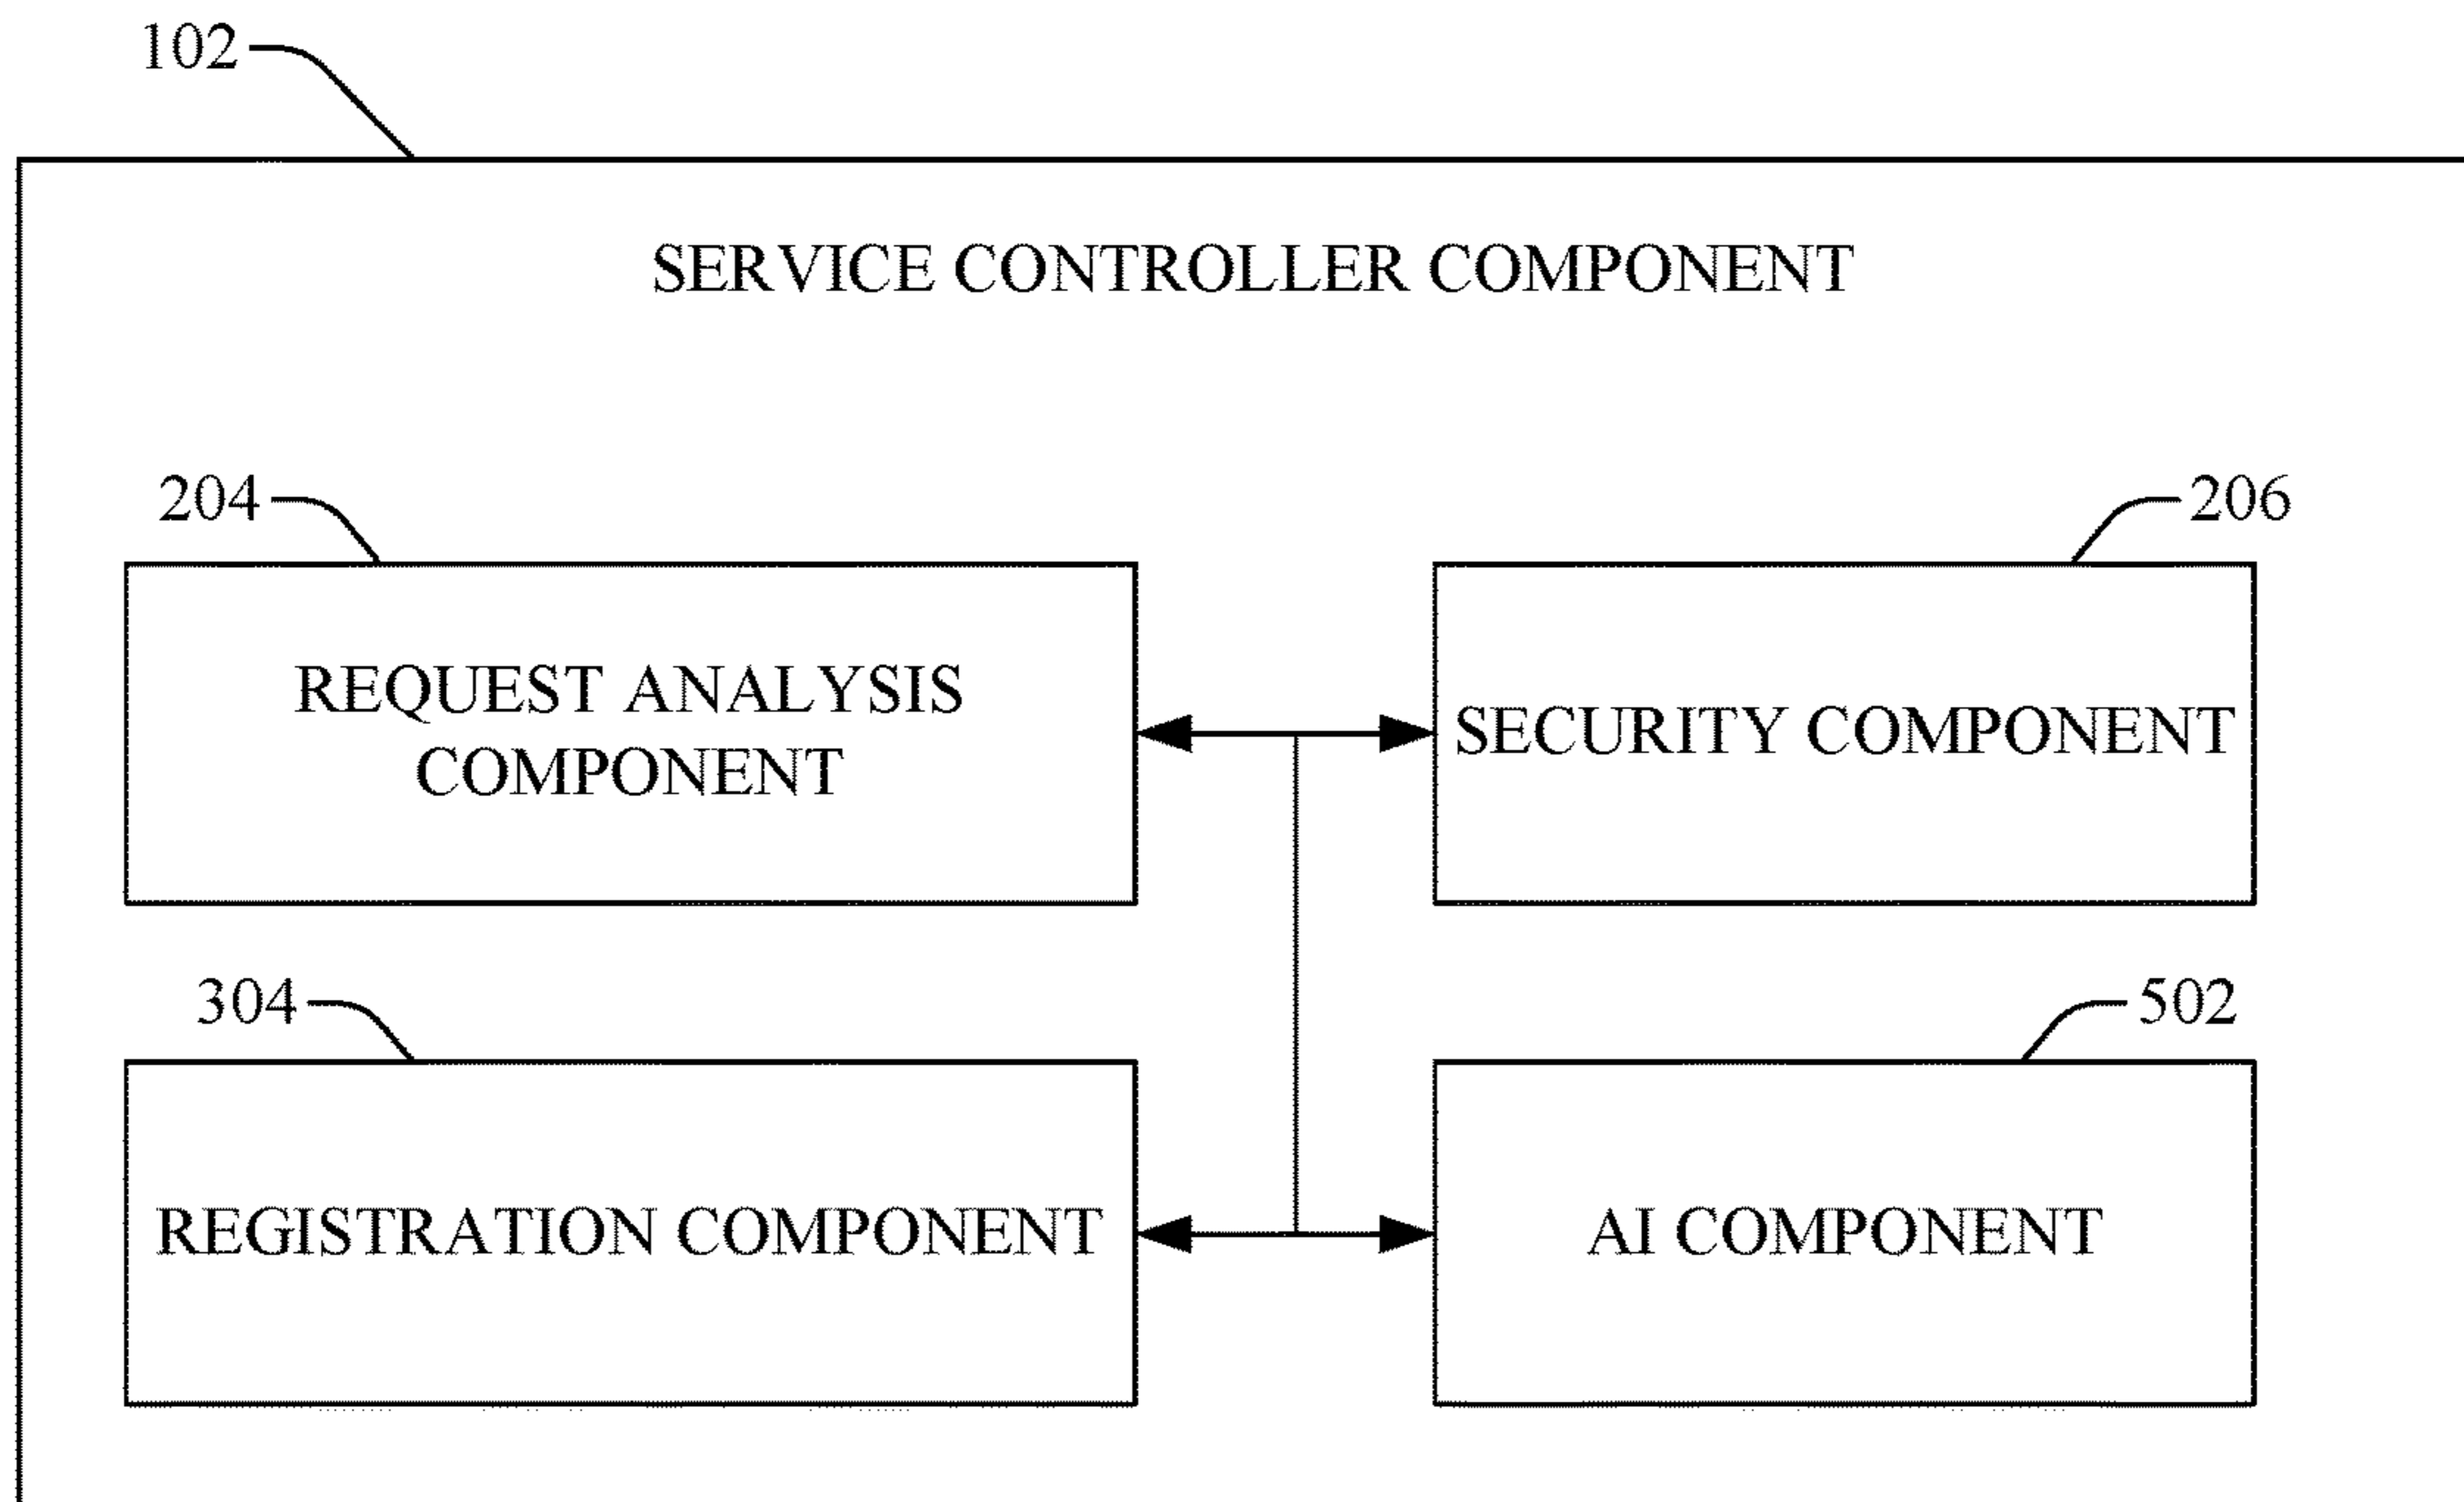 102
SERVICE CONTROLLER COMPONENT
204
206
REQUEST ANALYSIS
COMPONENT
SECURITY COMPONENT
304
502
REGISTRATION COMPONENT
AI COMPONENT